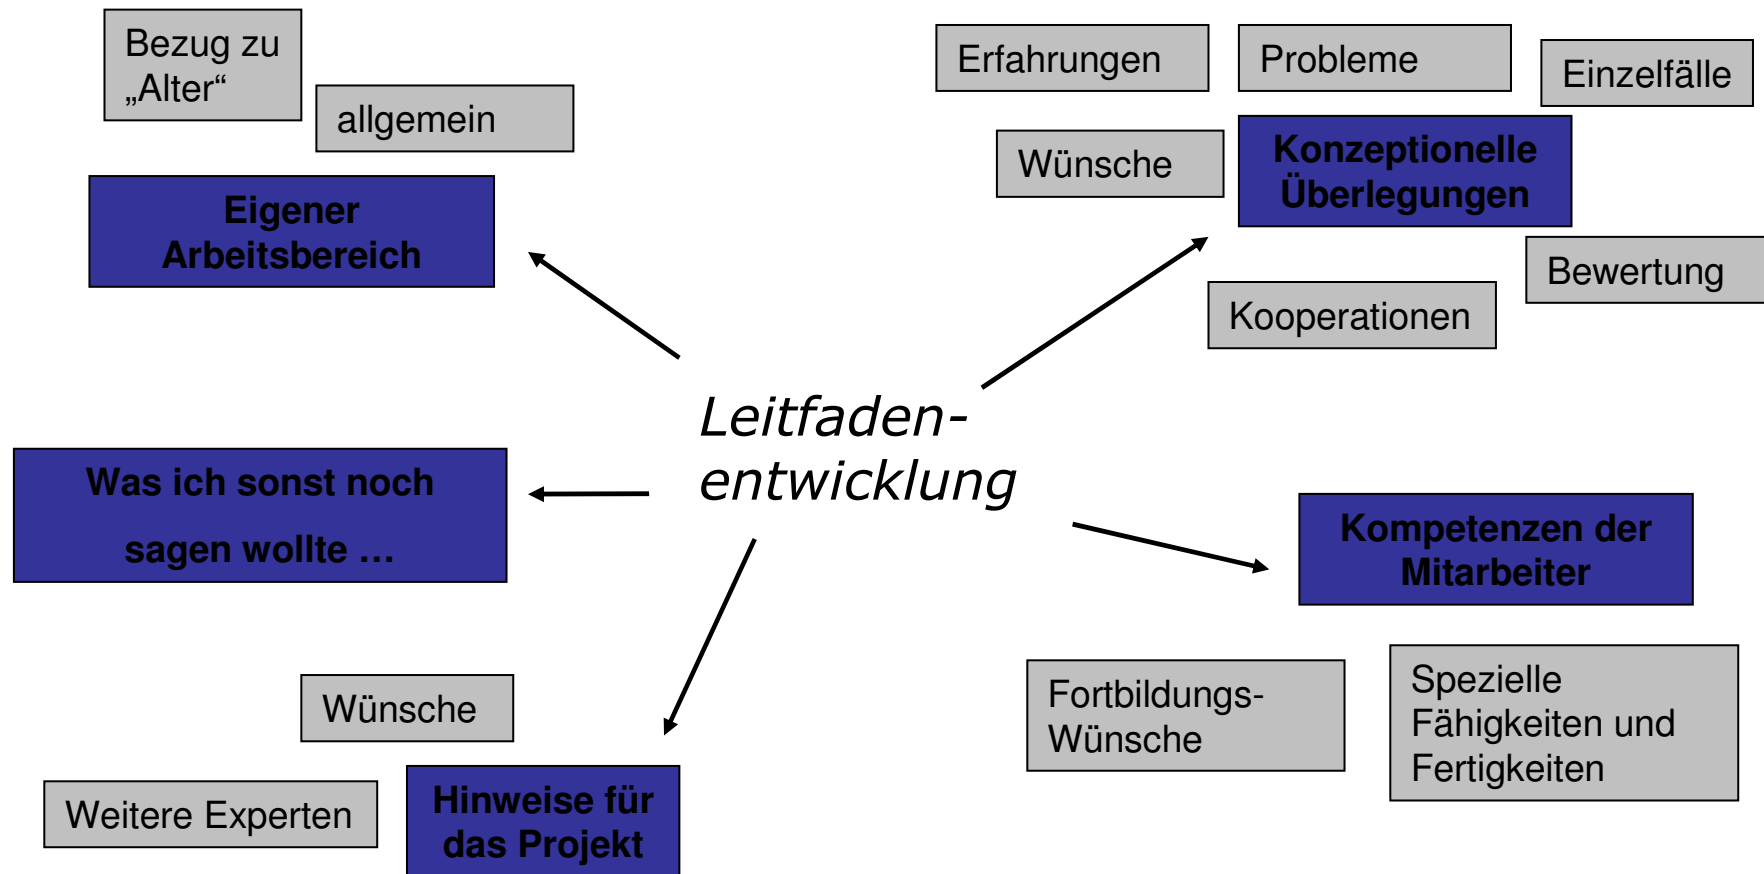 Bezug zu
„Alter“
allgemein
Eigener
Arbeitsbereich
Erfahrungen
Probleme
Einzelfälle
Wünsche
Konzeptionelle
Überlegungen
Bewertung
Kooperationen
Leitfaden-
entwicklung
Was ich sonst noch
sagen wollte …
Kompetenzen der
Mitarbeiter
Fortbildungs-
Wünsche
Spezielle
Fähigkeiten und
Fertigkeiten
Wünsche
Weitere Experten
Hinweise für
das Projekt